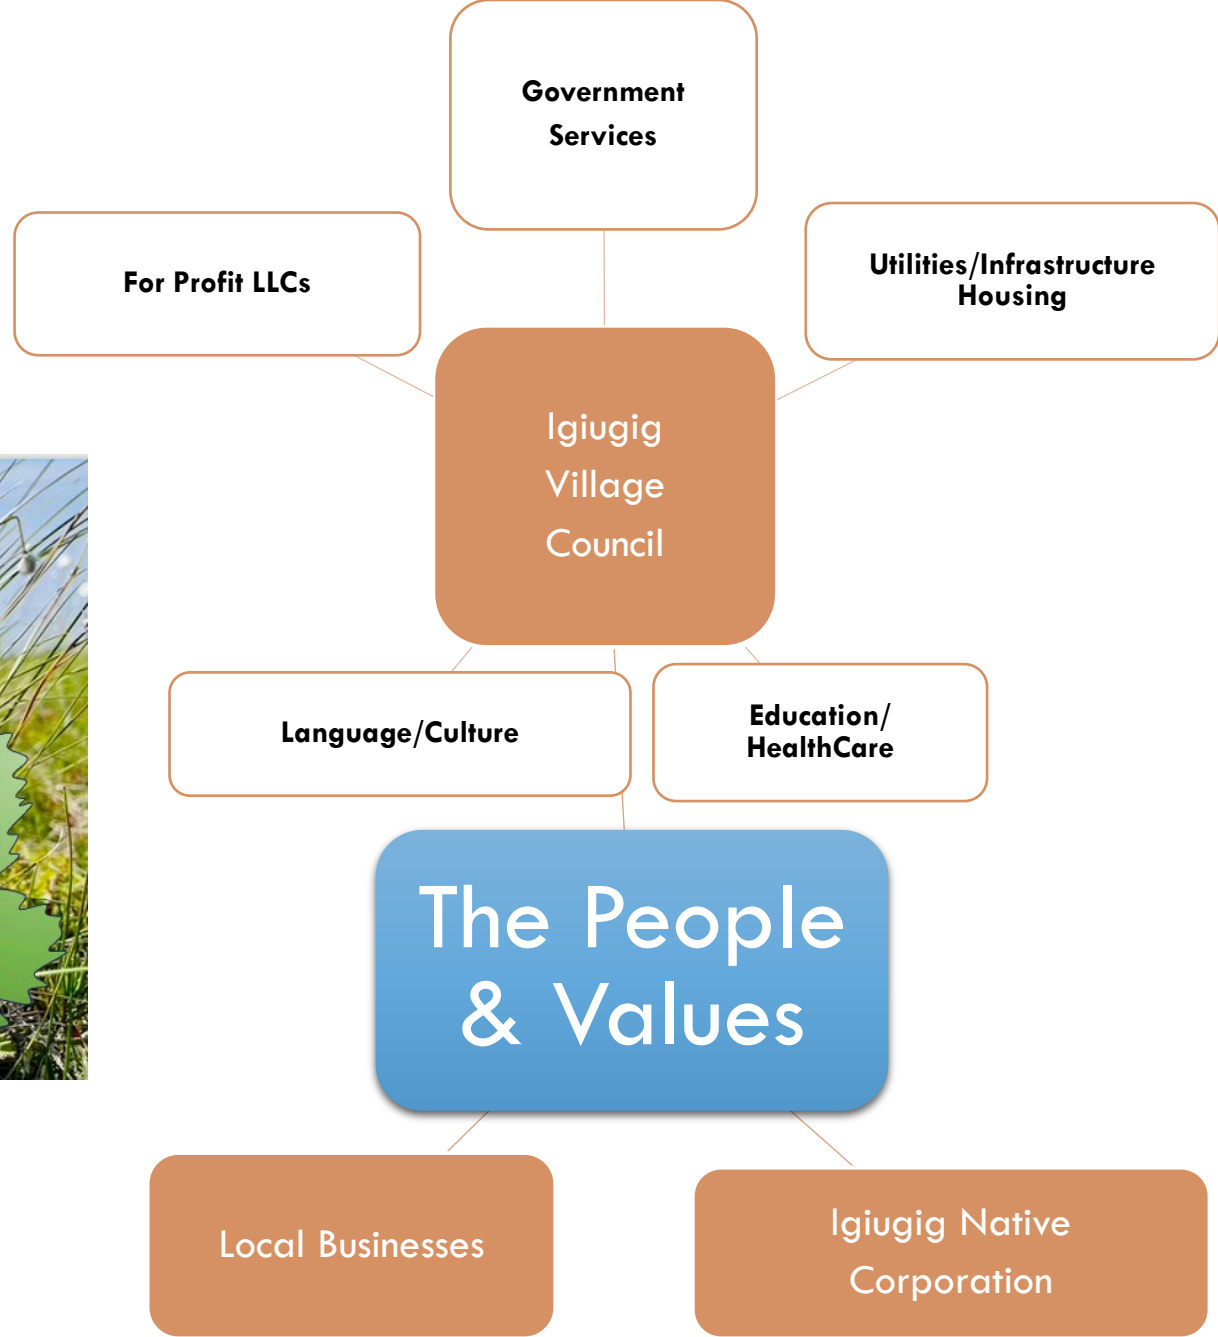 Government
Services
For Profit LLCs
Utilities/Infrastructure
Housing
Igiugig
Village
Council
Language/Culture
Education/
HealthCare
The People
& Values
Local Businesses
Igiugig Native
Corporation